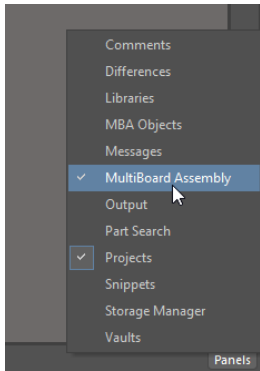 Comments
Differences
Libraries
MBA Objects
Messages
MultiBoard Assembly
Output
Part Search
Projects
Snippets
Storage Manager
Vaults
Panels